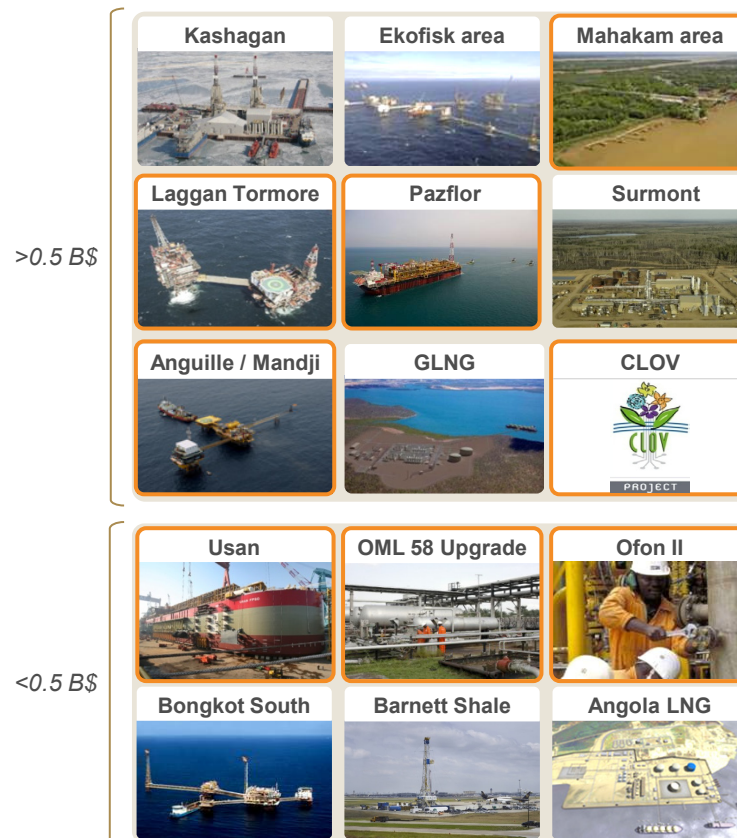 Kashagan
Ekofisk area
Mahakam area
>0.5 B$
Laggan Tormore
Pazflor
Surmont
Anguille / Mandji
GLNG
CLOV
CLOV
PROJECT
<0.5 B$
Usan
OML 58 Upgrade
Ofon II
Bongkot South
Barnett Shale
Angola LNG